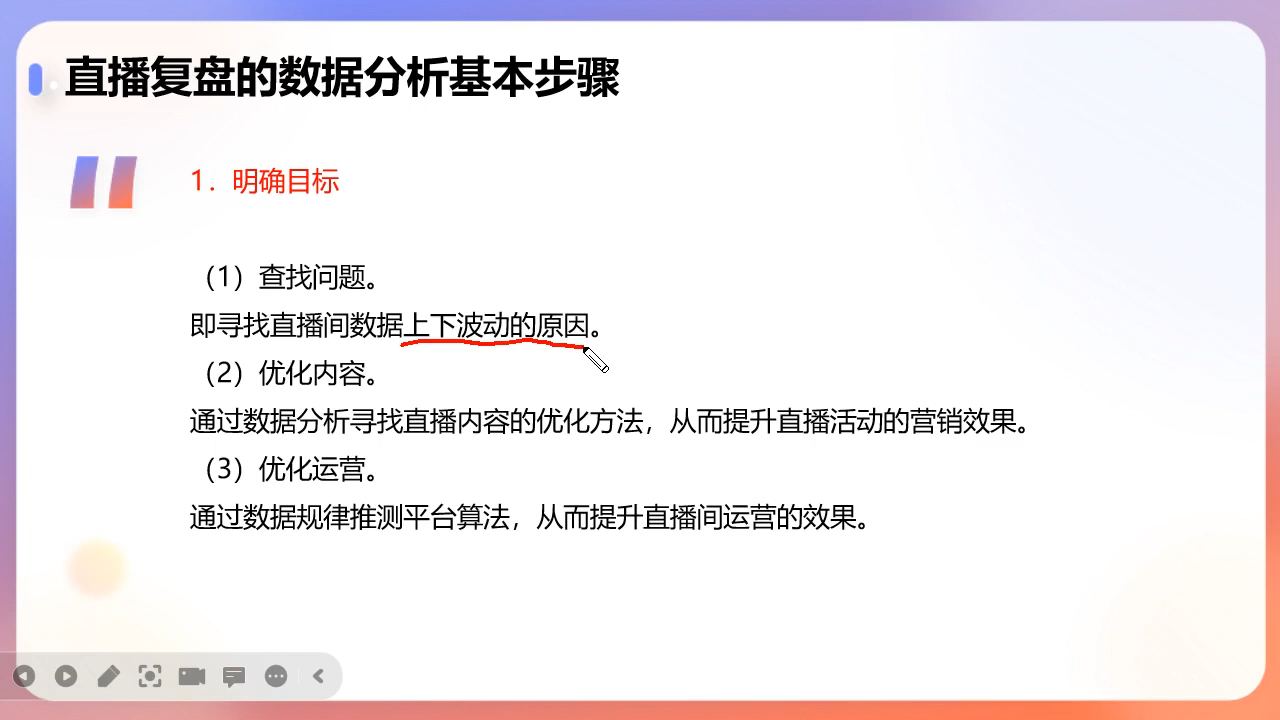 直播复盘的数据分析基本步骤
1. 明确目标
（1）查找问题。
即寻找直播间数据上下波动的原因。
（2）优化内容。
通过数据分析寻找直播内容的优化方法，从而提升直播活动的营销效果。
（3）优化运营。
通过数据规律推测平台算法，从而提升直播间运营的效果。